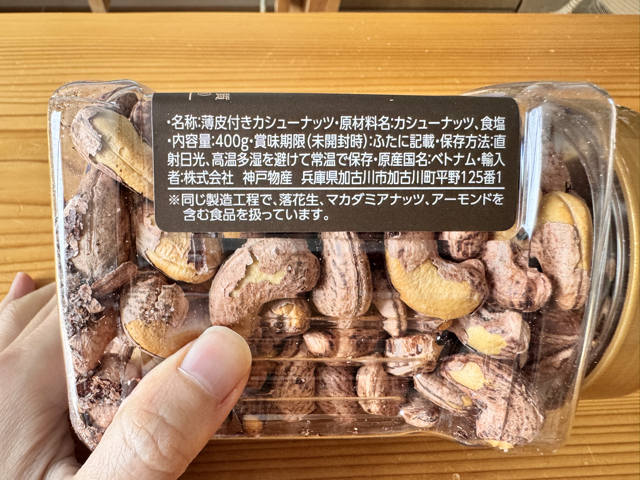 ・名称:薄皮付きカシューナッツ・原材料名:カシューナッツ、食塩
・内容量:400g・賞味期限(未開封時):ふたに記載・保存方法:直
射日光、高温多湿を避けて常温で保存・原産国名:ベトナム・輸入
者:株式会社 神戸物産 兵庫県加古川市加古川町平野125番1
※同じ製造工程で、落花生、マカダミアナッツ、アーモンドを
含む食品を扱っています。